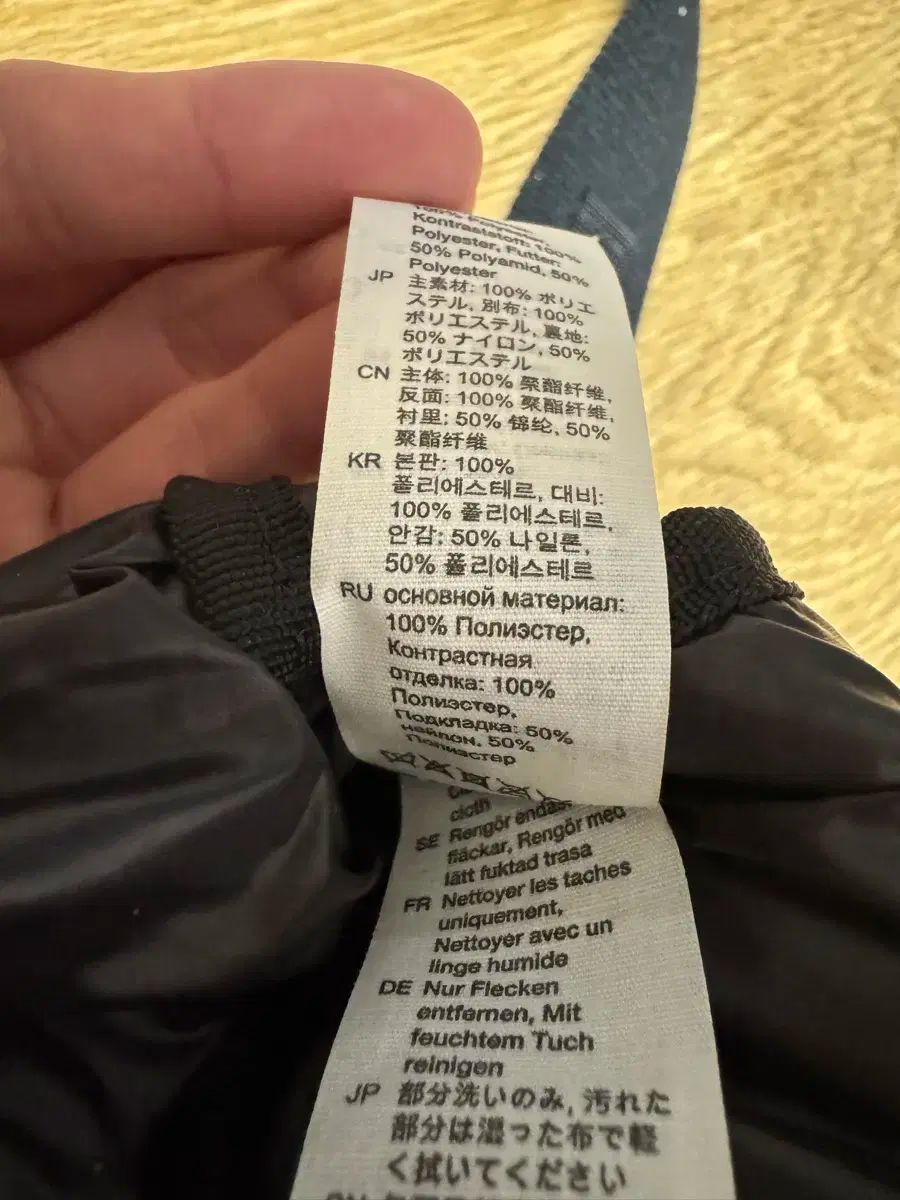 100% Polyester,
Kontraststoff: 100%
Polyester, Futter:
50% Polyamid, 50%
Polyester
JP 主素材: 100% ポリエ
ステル, 別布: 100%
ポリエステル, 裏地:
50% ナイロン, 50%
ポリエステル
CN 主体: 100% 聚酯纤维,
反面: 100% 聚酯纤维,
衬里: 50% 锦纶, 50%
聚酯纤维
KR 본판: 100%
폴리에스테르, 대비:
100% 폴리에스테르,
안감: 50% 나일론,
50% 폴리에스테르
RU основной материал:
100% Полиэстер,
Контрастная
отделка: 100%
Полиэстер,
Подкладка: 50%
нейлон, 50%
Полиэстер
cloth
SE Rengör endast
fläckar, Rengör med
lätt fuktad trasa
FR Nettoyer les taches
uniquement,
Nettoyer avec un
linge humide
DE Nur Flecken
entfernen, Mit
feuchtem Tuch
reinigen
JP 部分洗いのみ, 汚れた
部分は湿った布で軽
く拭いてください